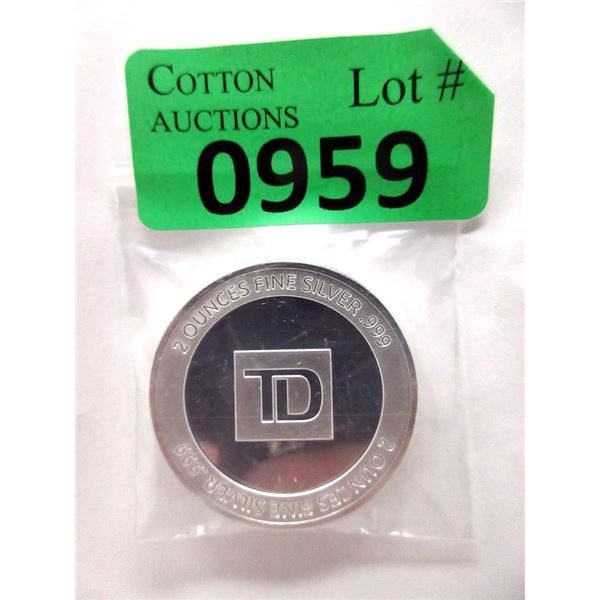 COTTON
AUCTIONS
Lot #
0959
2 OUNCES FINE SILVER .999
TD
2 OUNCES FINE SILVER .999